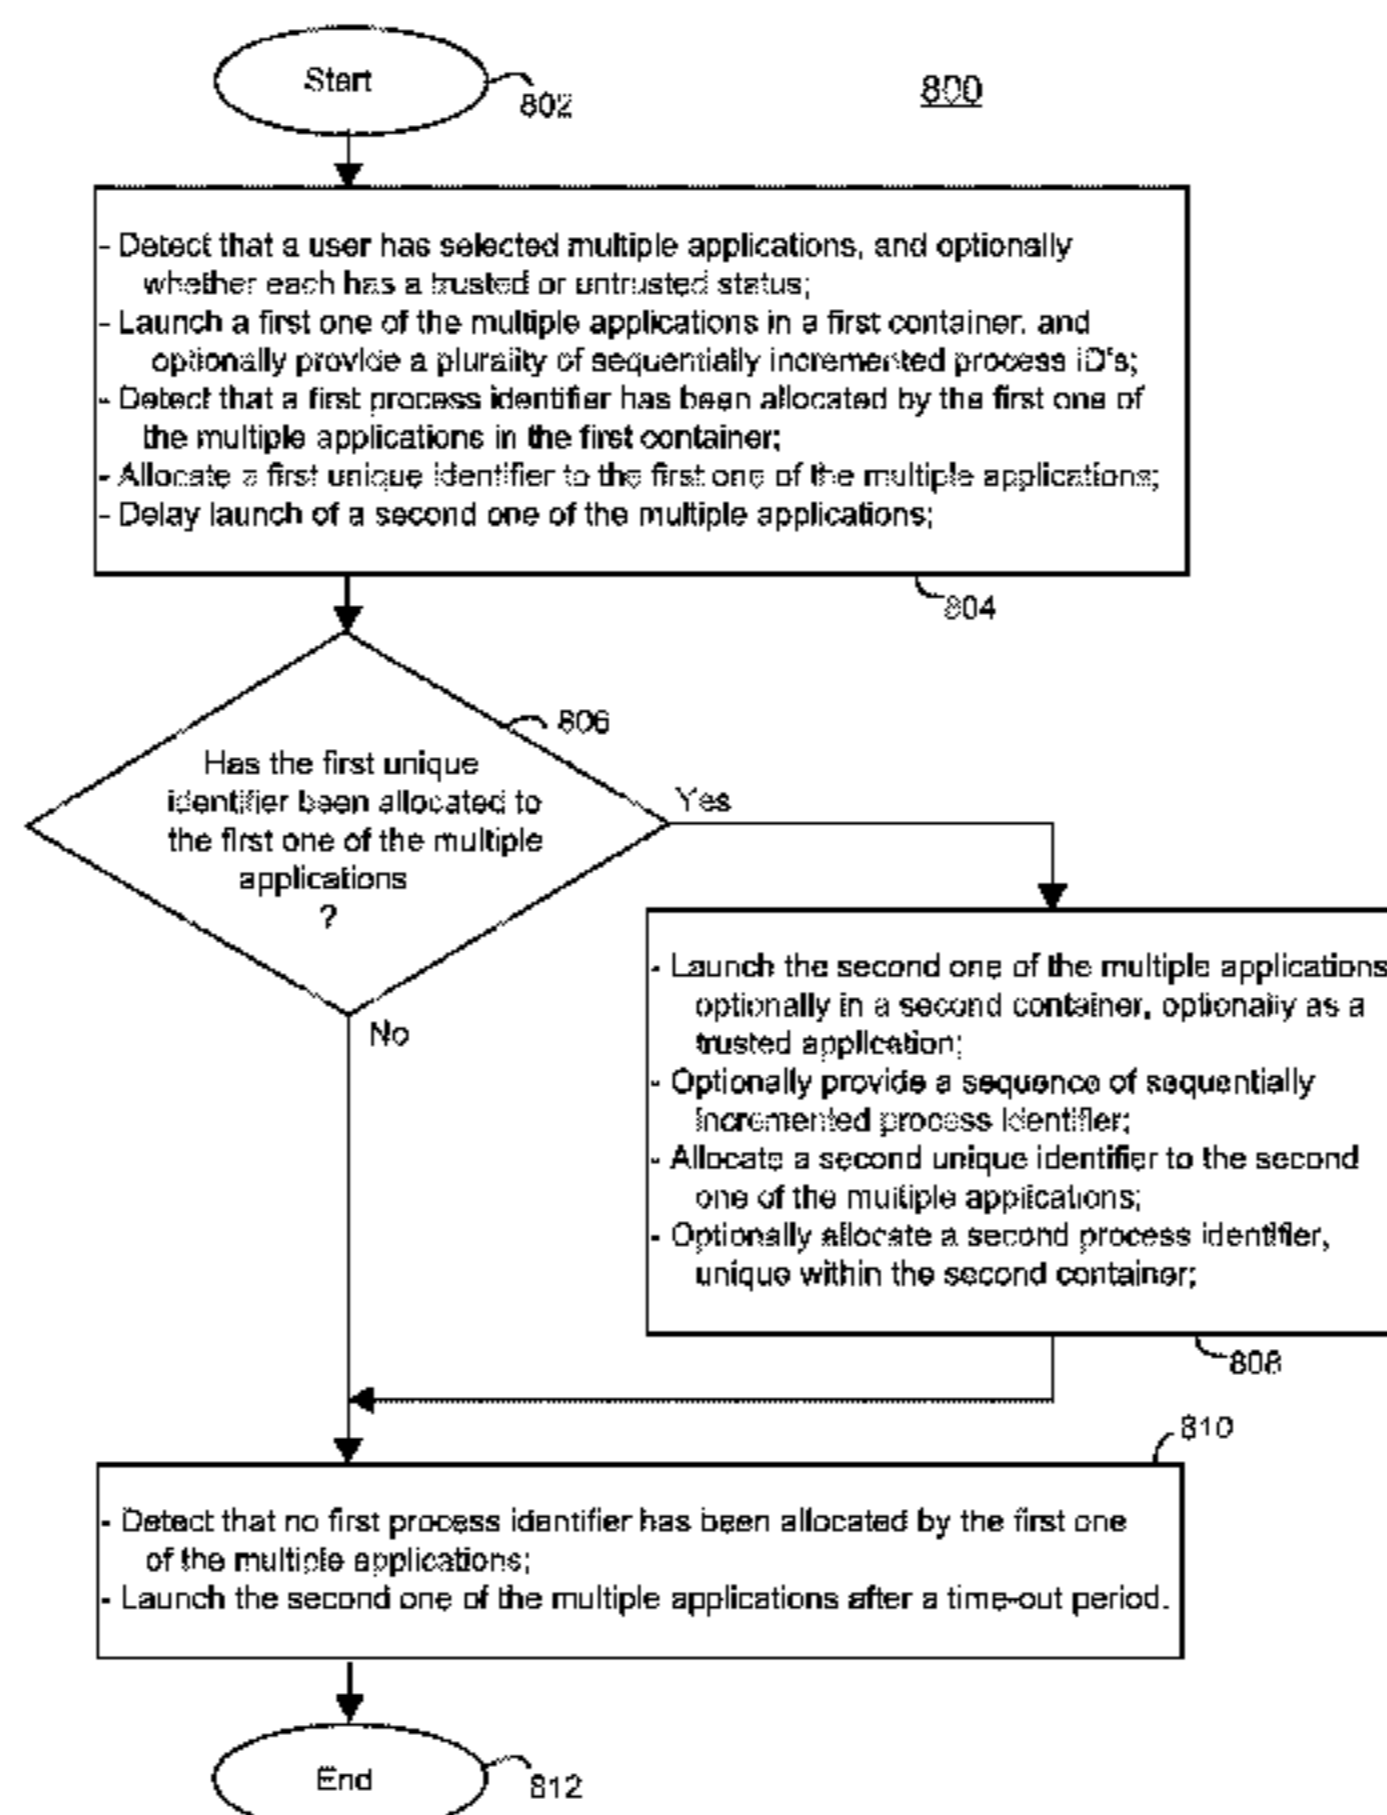 Start
802
800
- Detect that a user has selected multiple applications, and optionally
whether each has a trusted or untrusted status;
- Launch a first one of the multiple applications in a first container, and
optionally provide a plurality of sequentially incremented process ID's;
- Detect that a first process identifier has been allocated by the first one of
the multiple applications in the first container;
- Allocate a first unique identifier to the first one of the multiple applications;
- Delay launch of a second one of the multiple applications;
804
806
Has the first unique
identifier been allocated to
the first one of the multiple
applications
?
Yes
No
- Launch the second one of the multiple applications
optionally in a second container, optionally as a
trusted application;
- Optionally provide a sequence of sequentially
incremented process identifier;
- Allocate a second unique identifier to the second
one of the multiple applications;
- Optionally allocate a second process identifier,
unique within the second container;
808
810
- Detect that no first process identifier has been allocated by the first one
of the multiple applications;
- Launch the second one of the multiple applications after a time-out period.
End
812